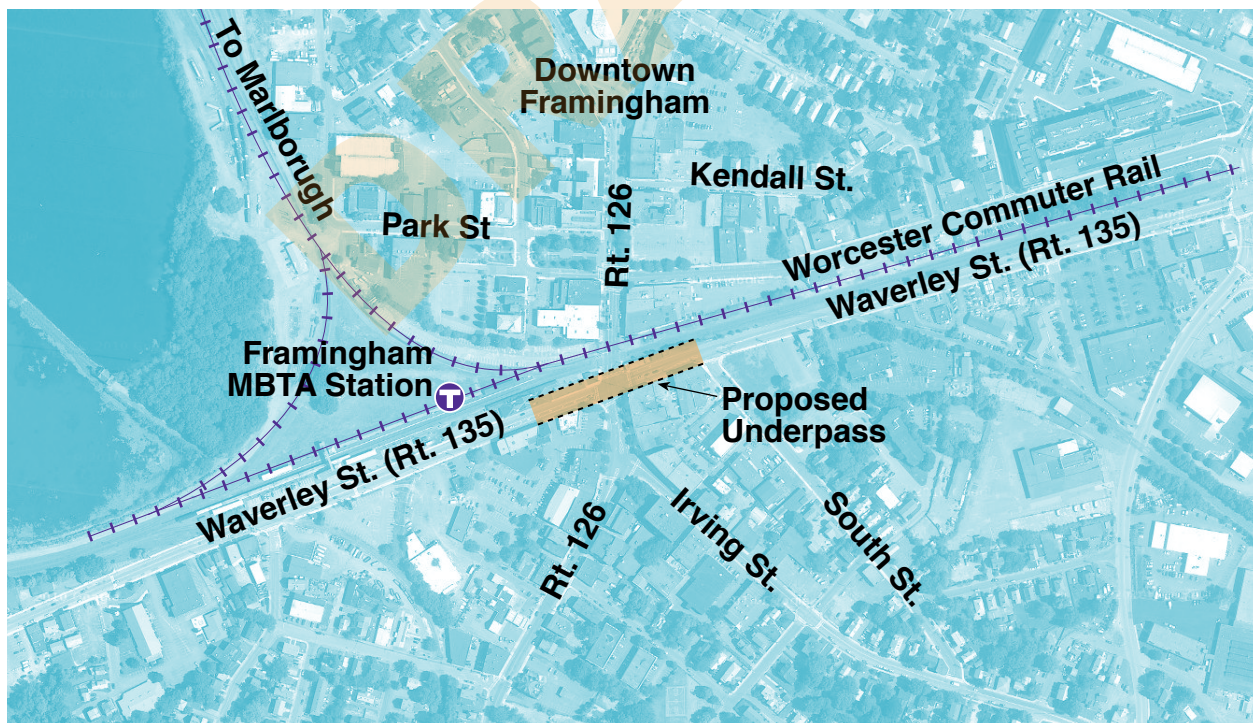 To Marlborough
Downtown
Framingham
Kendall St.
Park St
Rt. 126
Worcester Commuter Rail
Waverley St. (Rt. 135)
Framingham
MBTA Station
T
Proposed
Underpass
Waverley St. (Rt. 135)
Rt. 126
Irving St.
South St.